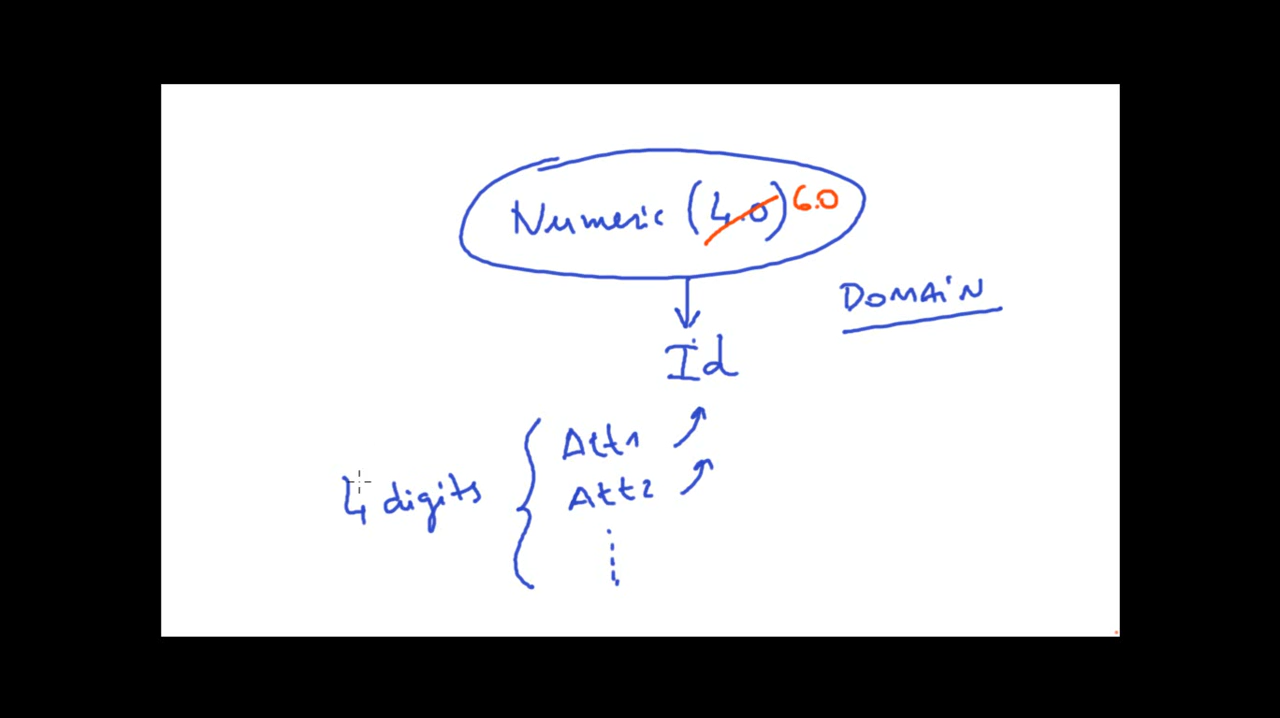 Numeric (4.0) 6.0
DOMAiN
Id
Att1
Att2
4 digits